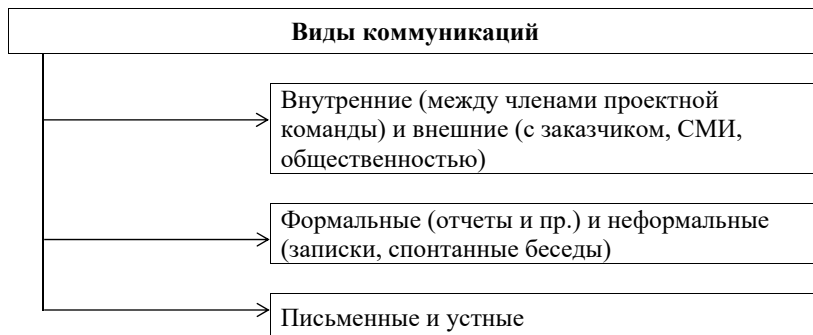 Виды коммуникаций
Внутренние (между членами проектной
команды) и внешние (с заказчиком, СМИ,
общественностью)
Формальные (отчеты и пр.) и неформальные
(записки, спонтанные беседы)
Письменные и устные